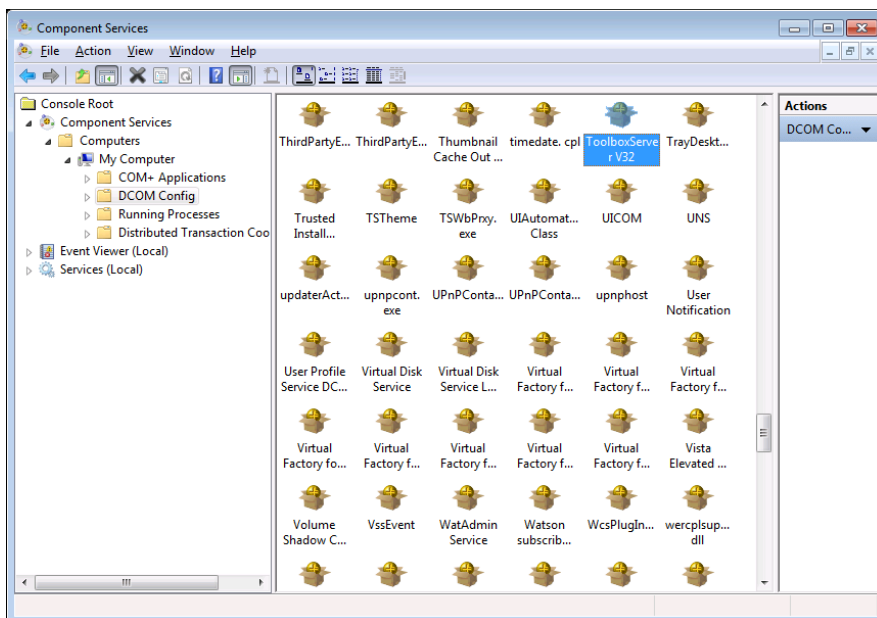 Component Services
File Action View Window Help
Console Root
Component Services
Computers
My Computer
COM+ Applications
DCOM Config
Running Processes
Distributed Transaction Coo
Event Viewer (Local)
Services (Local)
ThirdPartyE... ThirdPartyE... Thumbnail timedate. cpl ToolboxServe TrayDeskt...
Cache Out ... r V32
Trusted TSTheme TSWbPrxy. UIAutomat... UICOM UNS
Install... exe Class
updaterAct... upnpcont. UPnPConta... UPnPConta... upnphost User
exe Notification
User Profile Virtual Disk Virtual Disk Virtual Virtual Virtual
Service DC... Service Service L... Factory f... Factory f... Factory f...
Virtual Virtual Virtual Virtual Virtual Vista
Factory fo... Factory f... Factory f... Factory f... Factory f... Elevated ...
Volume VssEvent WatAdmin Watson WcsPlugIn... wercplsup...
Shadow C... Service subscrib... dll
Actions
DCOM Co...